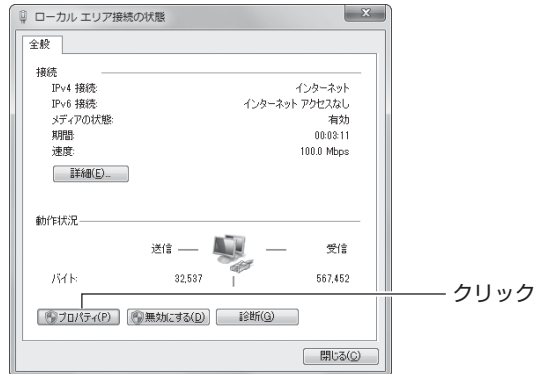 ローカル エリア接続の状態
全般
接続
IPv4 接続: インターネット
IPv6 接続: インターネット アクセスなし
メディアの状態: 有効
期間: 00:03:11
速度: 100.0 Mbps
詳細(E)...
動作状況
送信 受信
バイト: 32,537 567,452
プロパティ(P) 無効にする(D) 診断(G)
クリック
閉じる(C)